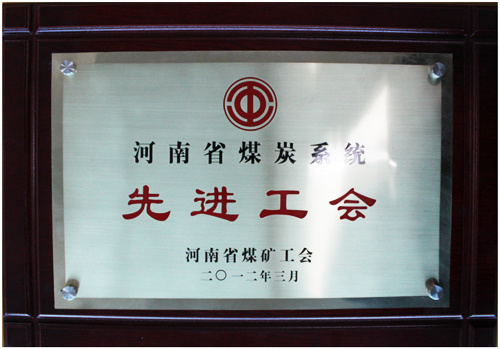 河南省煤炭系统
先进工会
河南省煤矿工会
二〇一二年三月